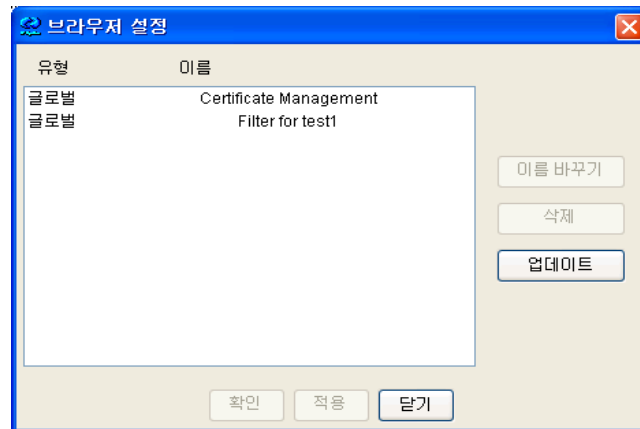 브라우저 설정
유형 이름
글로벌 Certificate Management
글로벌 Filter for test1
이름 바꾸기
삭제
업데이트
확인 적용 닫기